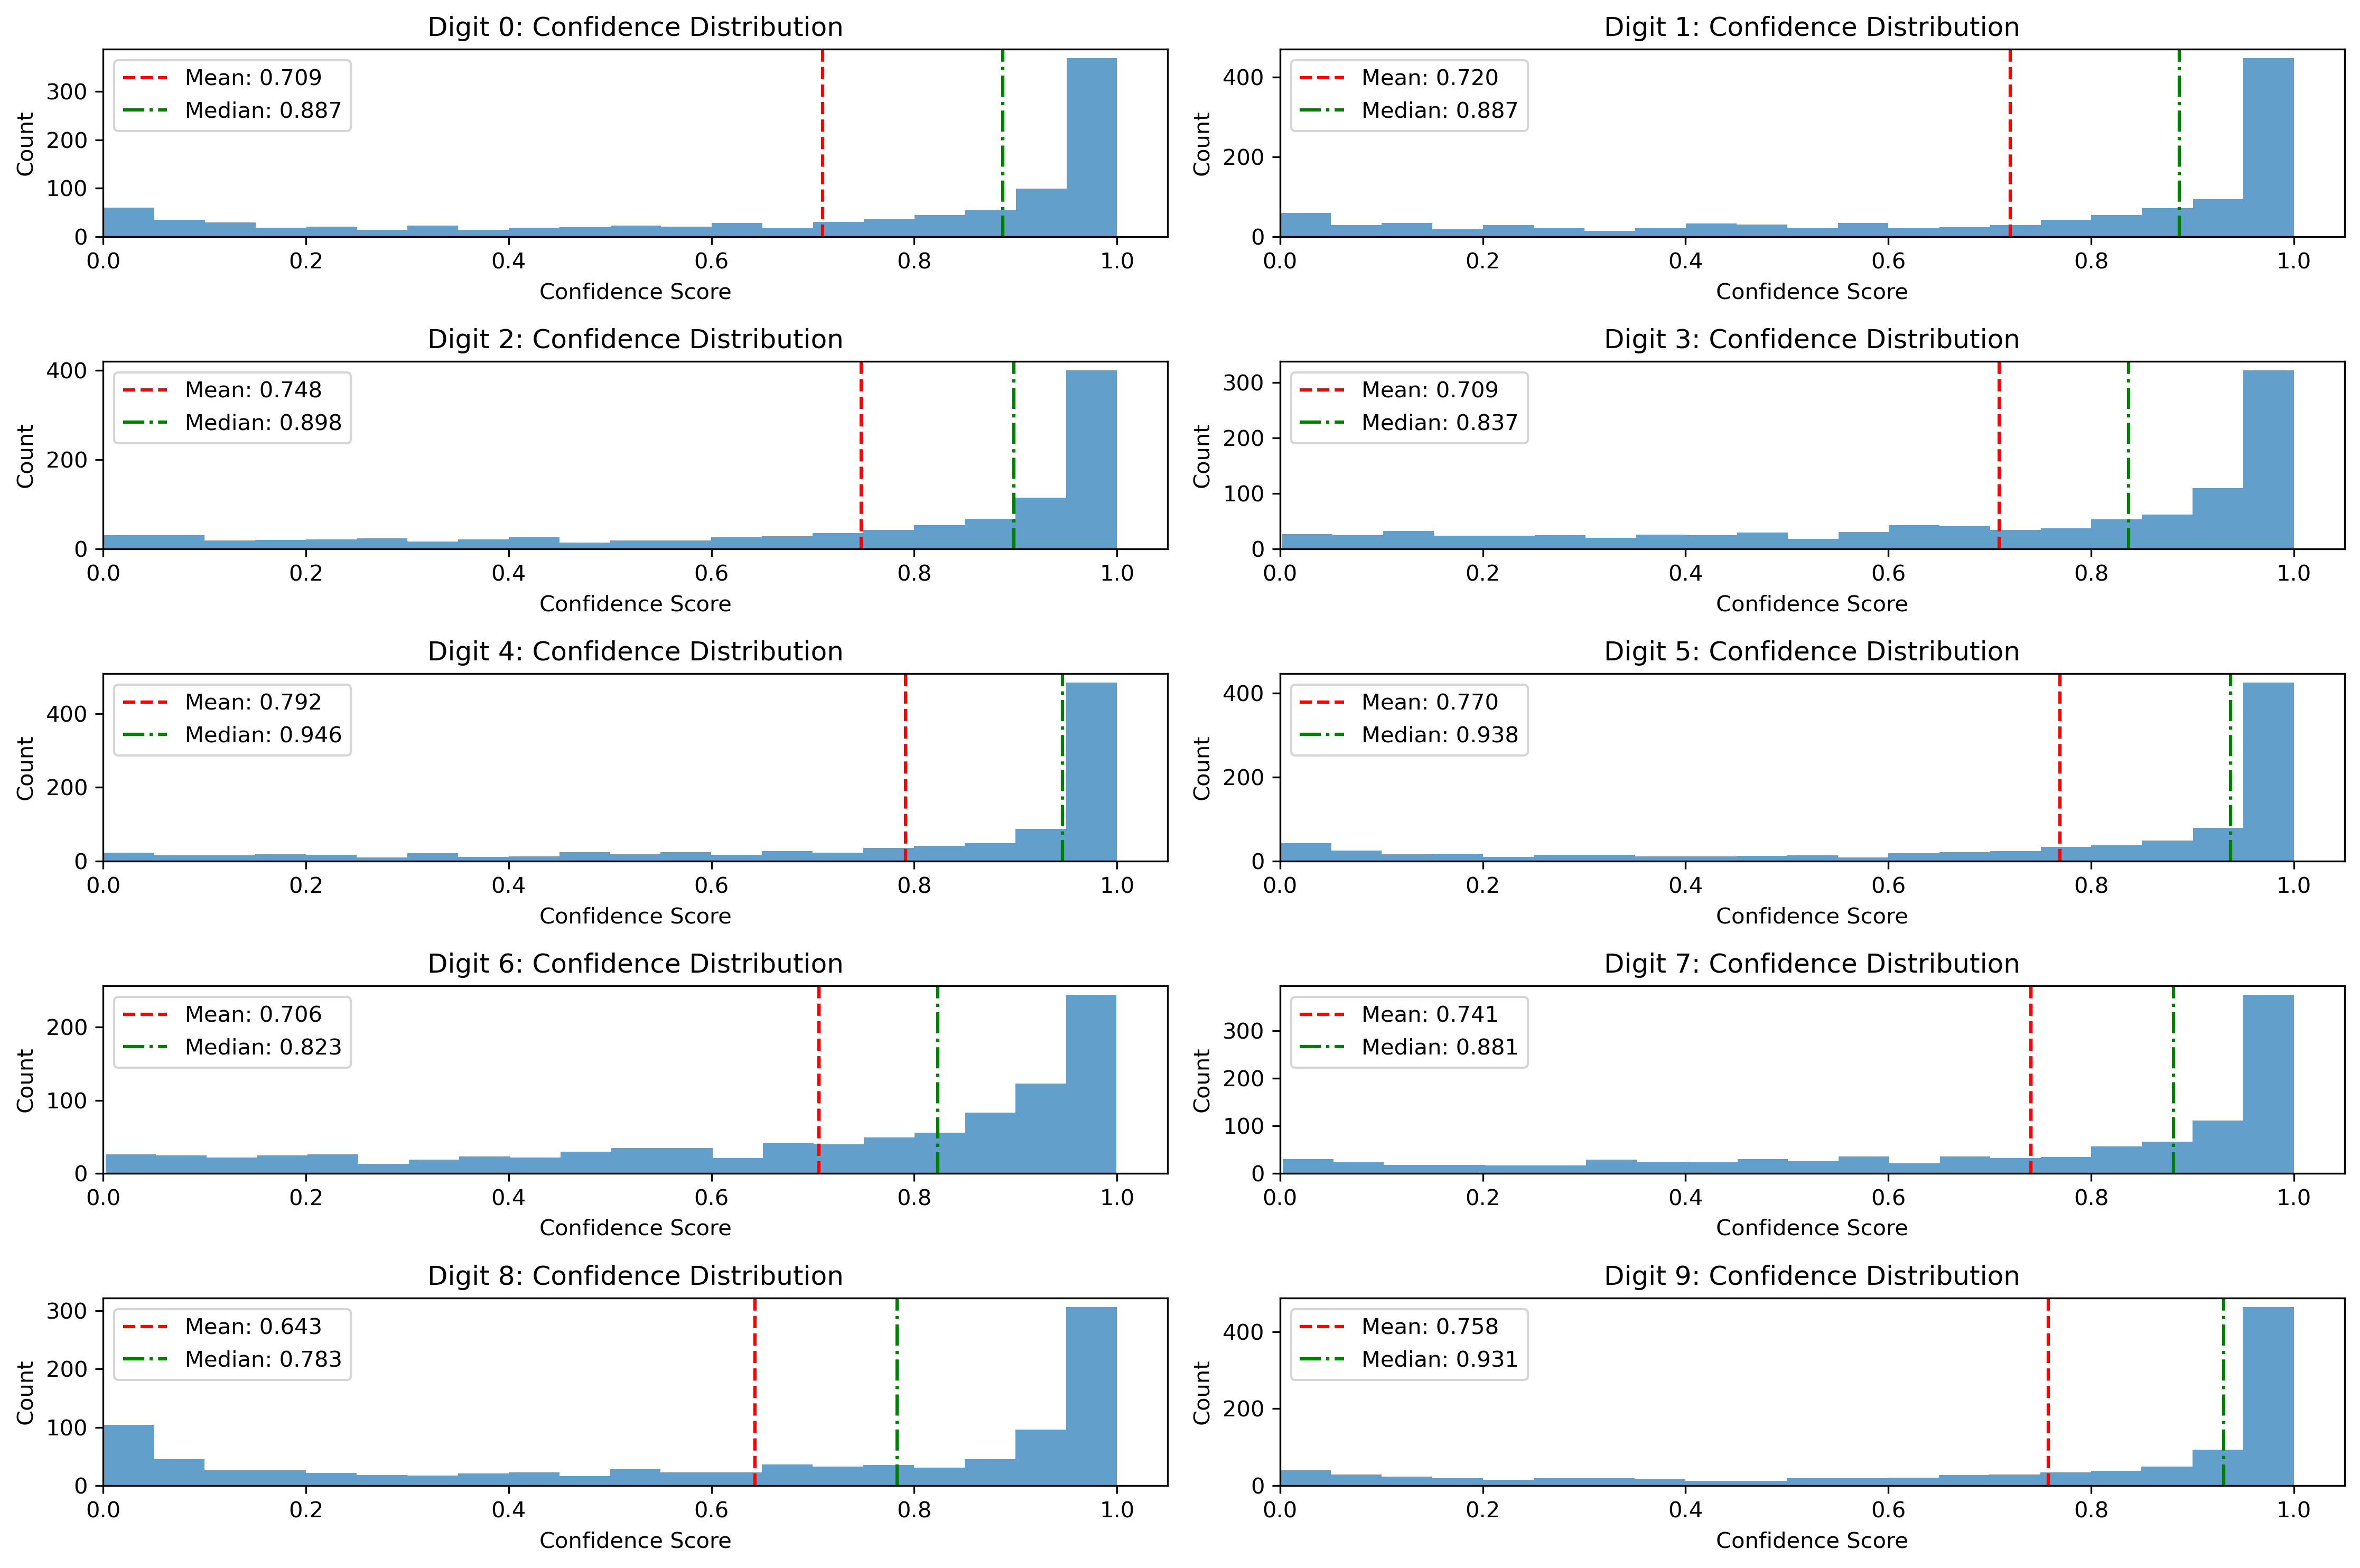 Digit 0: Confidence Distribution
Mean: 0.709
Median: 0.887
Count
300
200
100
0
0.0 0.2 0.4 0.6 0.8 1.0
Confidence Score
Digit 1: Confidence Distribution
Mean: 0.720
Median: 0.887
Count
400
200
0
0.0 0.2 0.4 0.6 0.8 1.0
Confidence Score
Digit 2: Confidence Distribution
Mean: 0.748
Median: 0.898
Count
400
200
0
0.0 0.2 0.4 0.6 0.8 1.0
Confidence Score
Digit 3: Confidence Distribution
Mean: 0.709
Median: 0.837
Count
300
200
100
0
0.0 0.2 0.4 0.6 0.8 1.0
Confidence Score
Digit 4: Confidence Distribution
Mean: 0.792
Median: 0.946
Count
400
200
0
0.0 0.2 0.4 0.6 0.8 1.0
Confidence Score
Digit 5: Confidence Distribution
Mean: 0.770
Median: 0.938
Count
400
200
0
0.0 0.2 0.4 0.6 0.8 1.0
Confidence Score
Digit 6: Confidence Distribution
Mean: 0.706
Median: 0.823
Count
200
100
0
0.0 0.2 0.4 0.6 0.8 1.0
Confidence Score
Digit 7: Confidence Distribution
Mean: 0.741
Median: 0.881
Count
300
200
100
0
0.0 0.2 0.4 0.6 0.8 1.0
Confidence Score
Digit 8: Confidence Distribution
Mean: 0.643
Median: 0.783
Count
300
200
100
0
0.0 0.2 0.4 0.6 0.8 1.0
Confidence Score
Digit 9: Confidence Distribution
Mean: 0.758
Median: 0.931
Count
400
200
0
0.0 0.2 0.4 0.6 0.8 1.0
Confidence Score